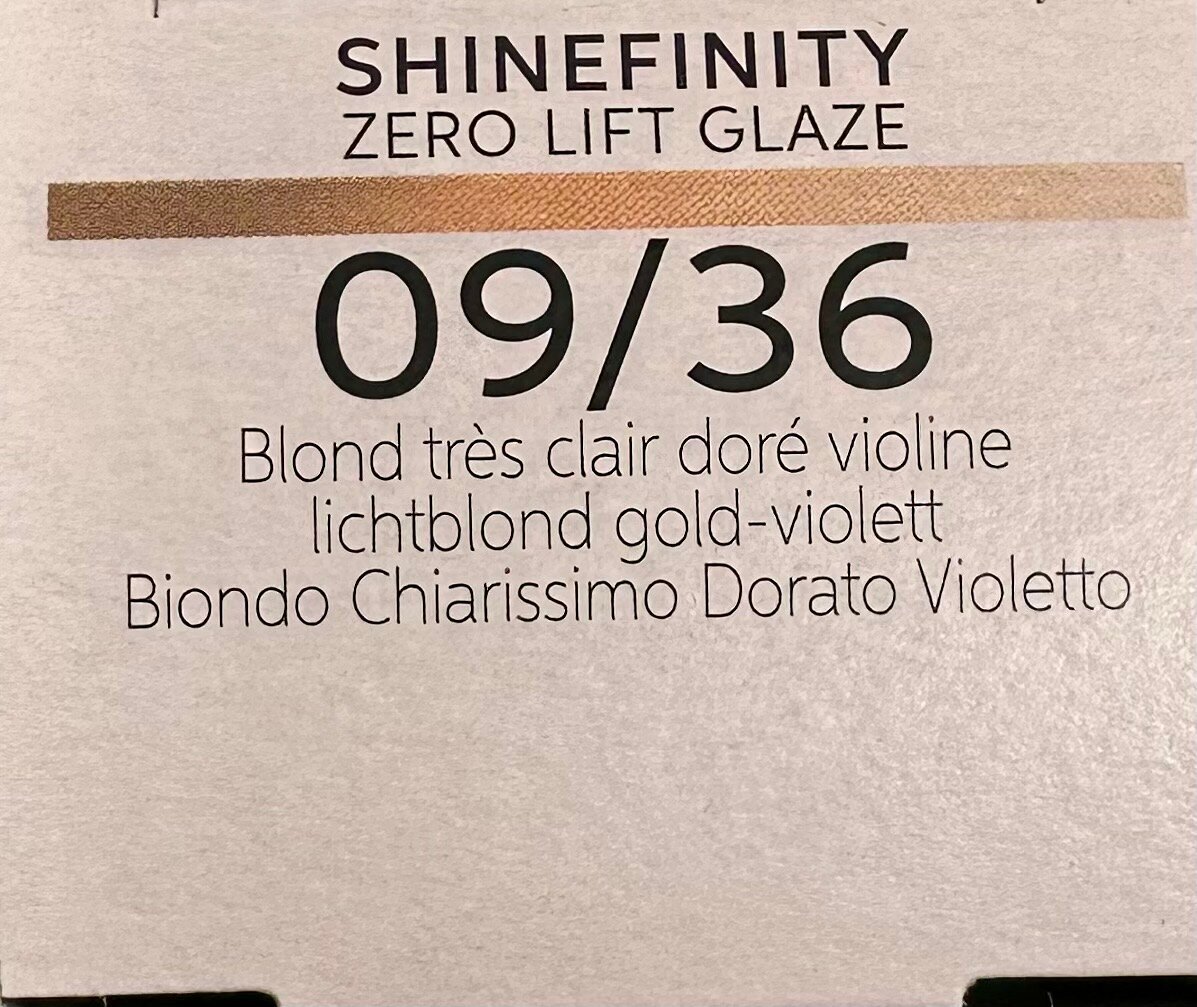 SHINEFINITY
ZERO LIFT GLAZE
09/36
Blond très clair doré violine
lichtblond gold-violett
Biondo Chiarissimo Dorato Violetto